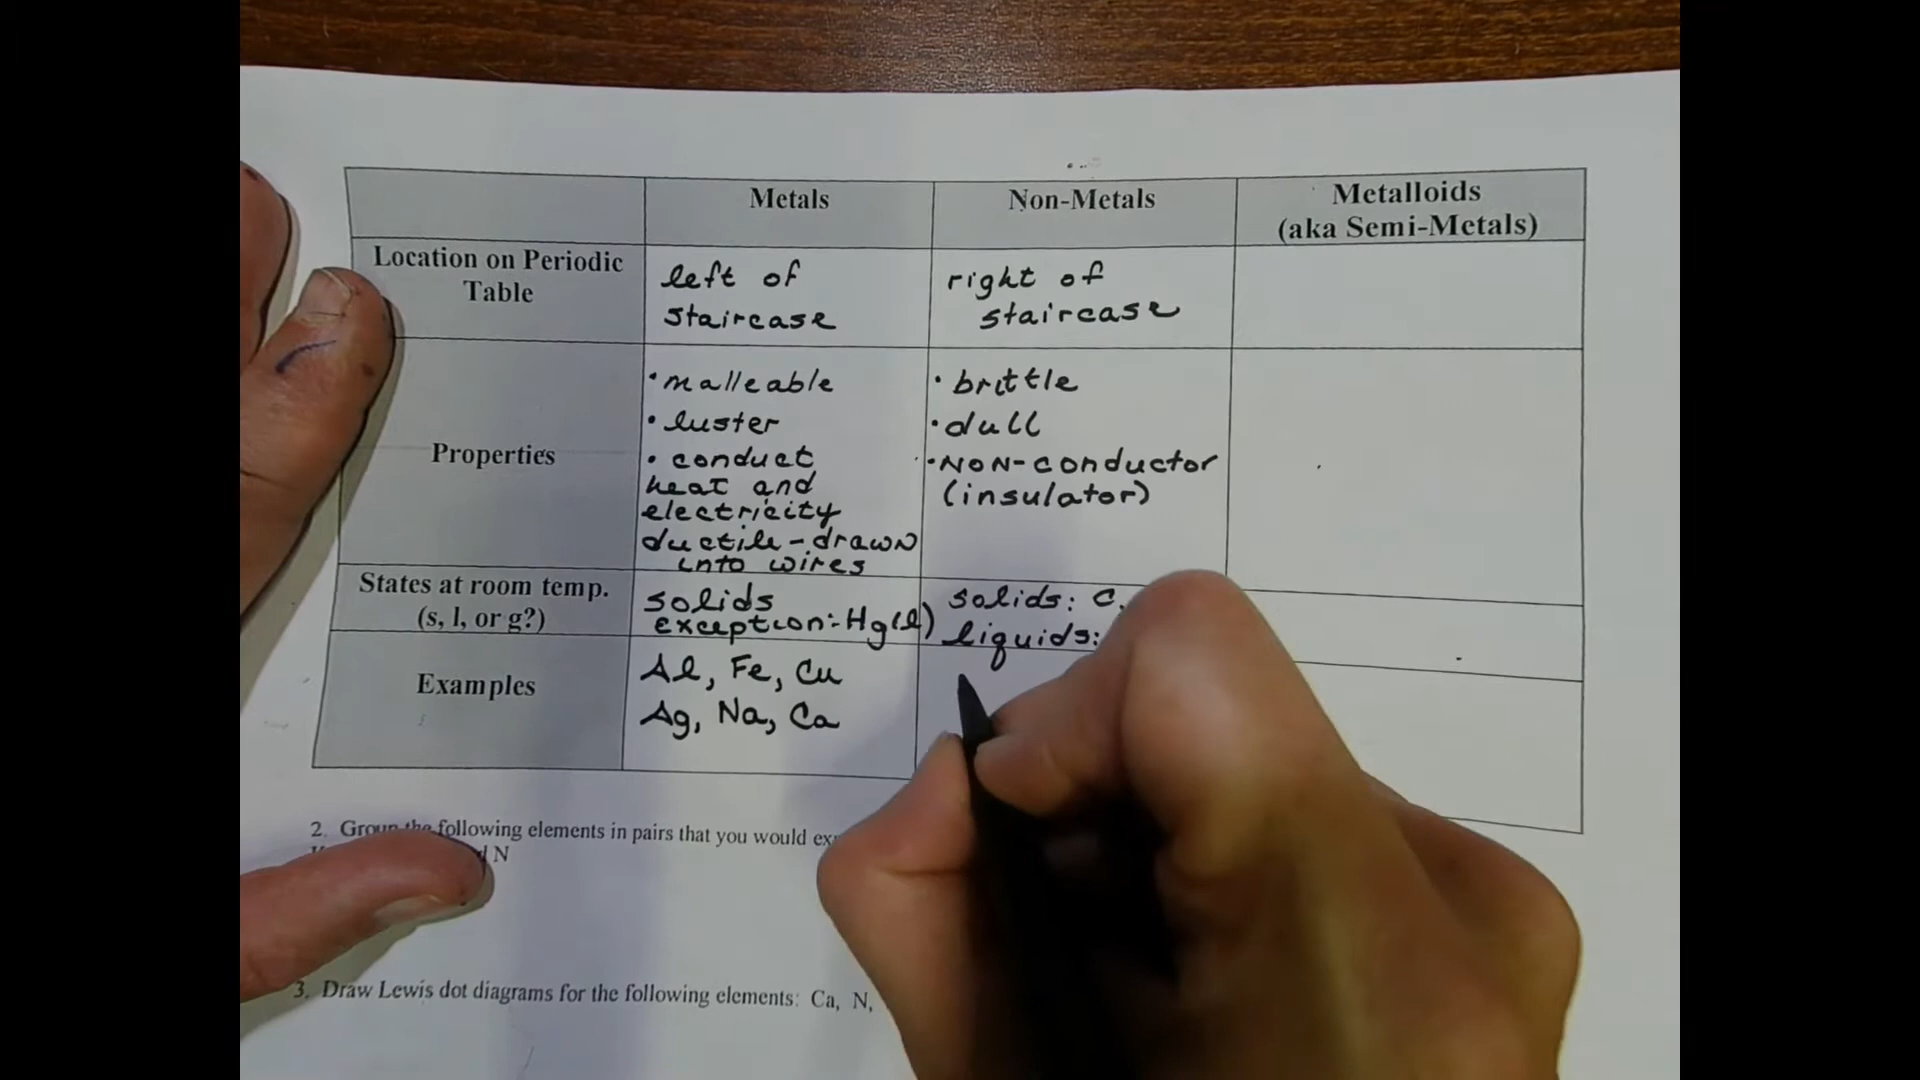 Metals
Non-Metals
Metalloids
(aka Semi-Metals)
Location on Periodic
Table
left of
staircase
right of
staircase
Properties
• malleable
• luster
• conduct
heat and
electricity
ductile - drawn
into wires
• brittle
• dull
• NON-conductor
(insulator)
States at room temp.
(s, l, or g?)
solids
exception:- Hg(l)
solids: C,
liquids:
Examples
Al, Fe, Cu
Ag, Na, Ca
2. Group the following elements in pairs that you would
N
3. Draw Lewis dot diagrams for the following elements: Ca, N,